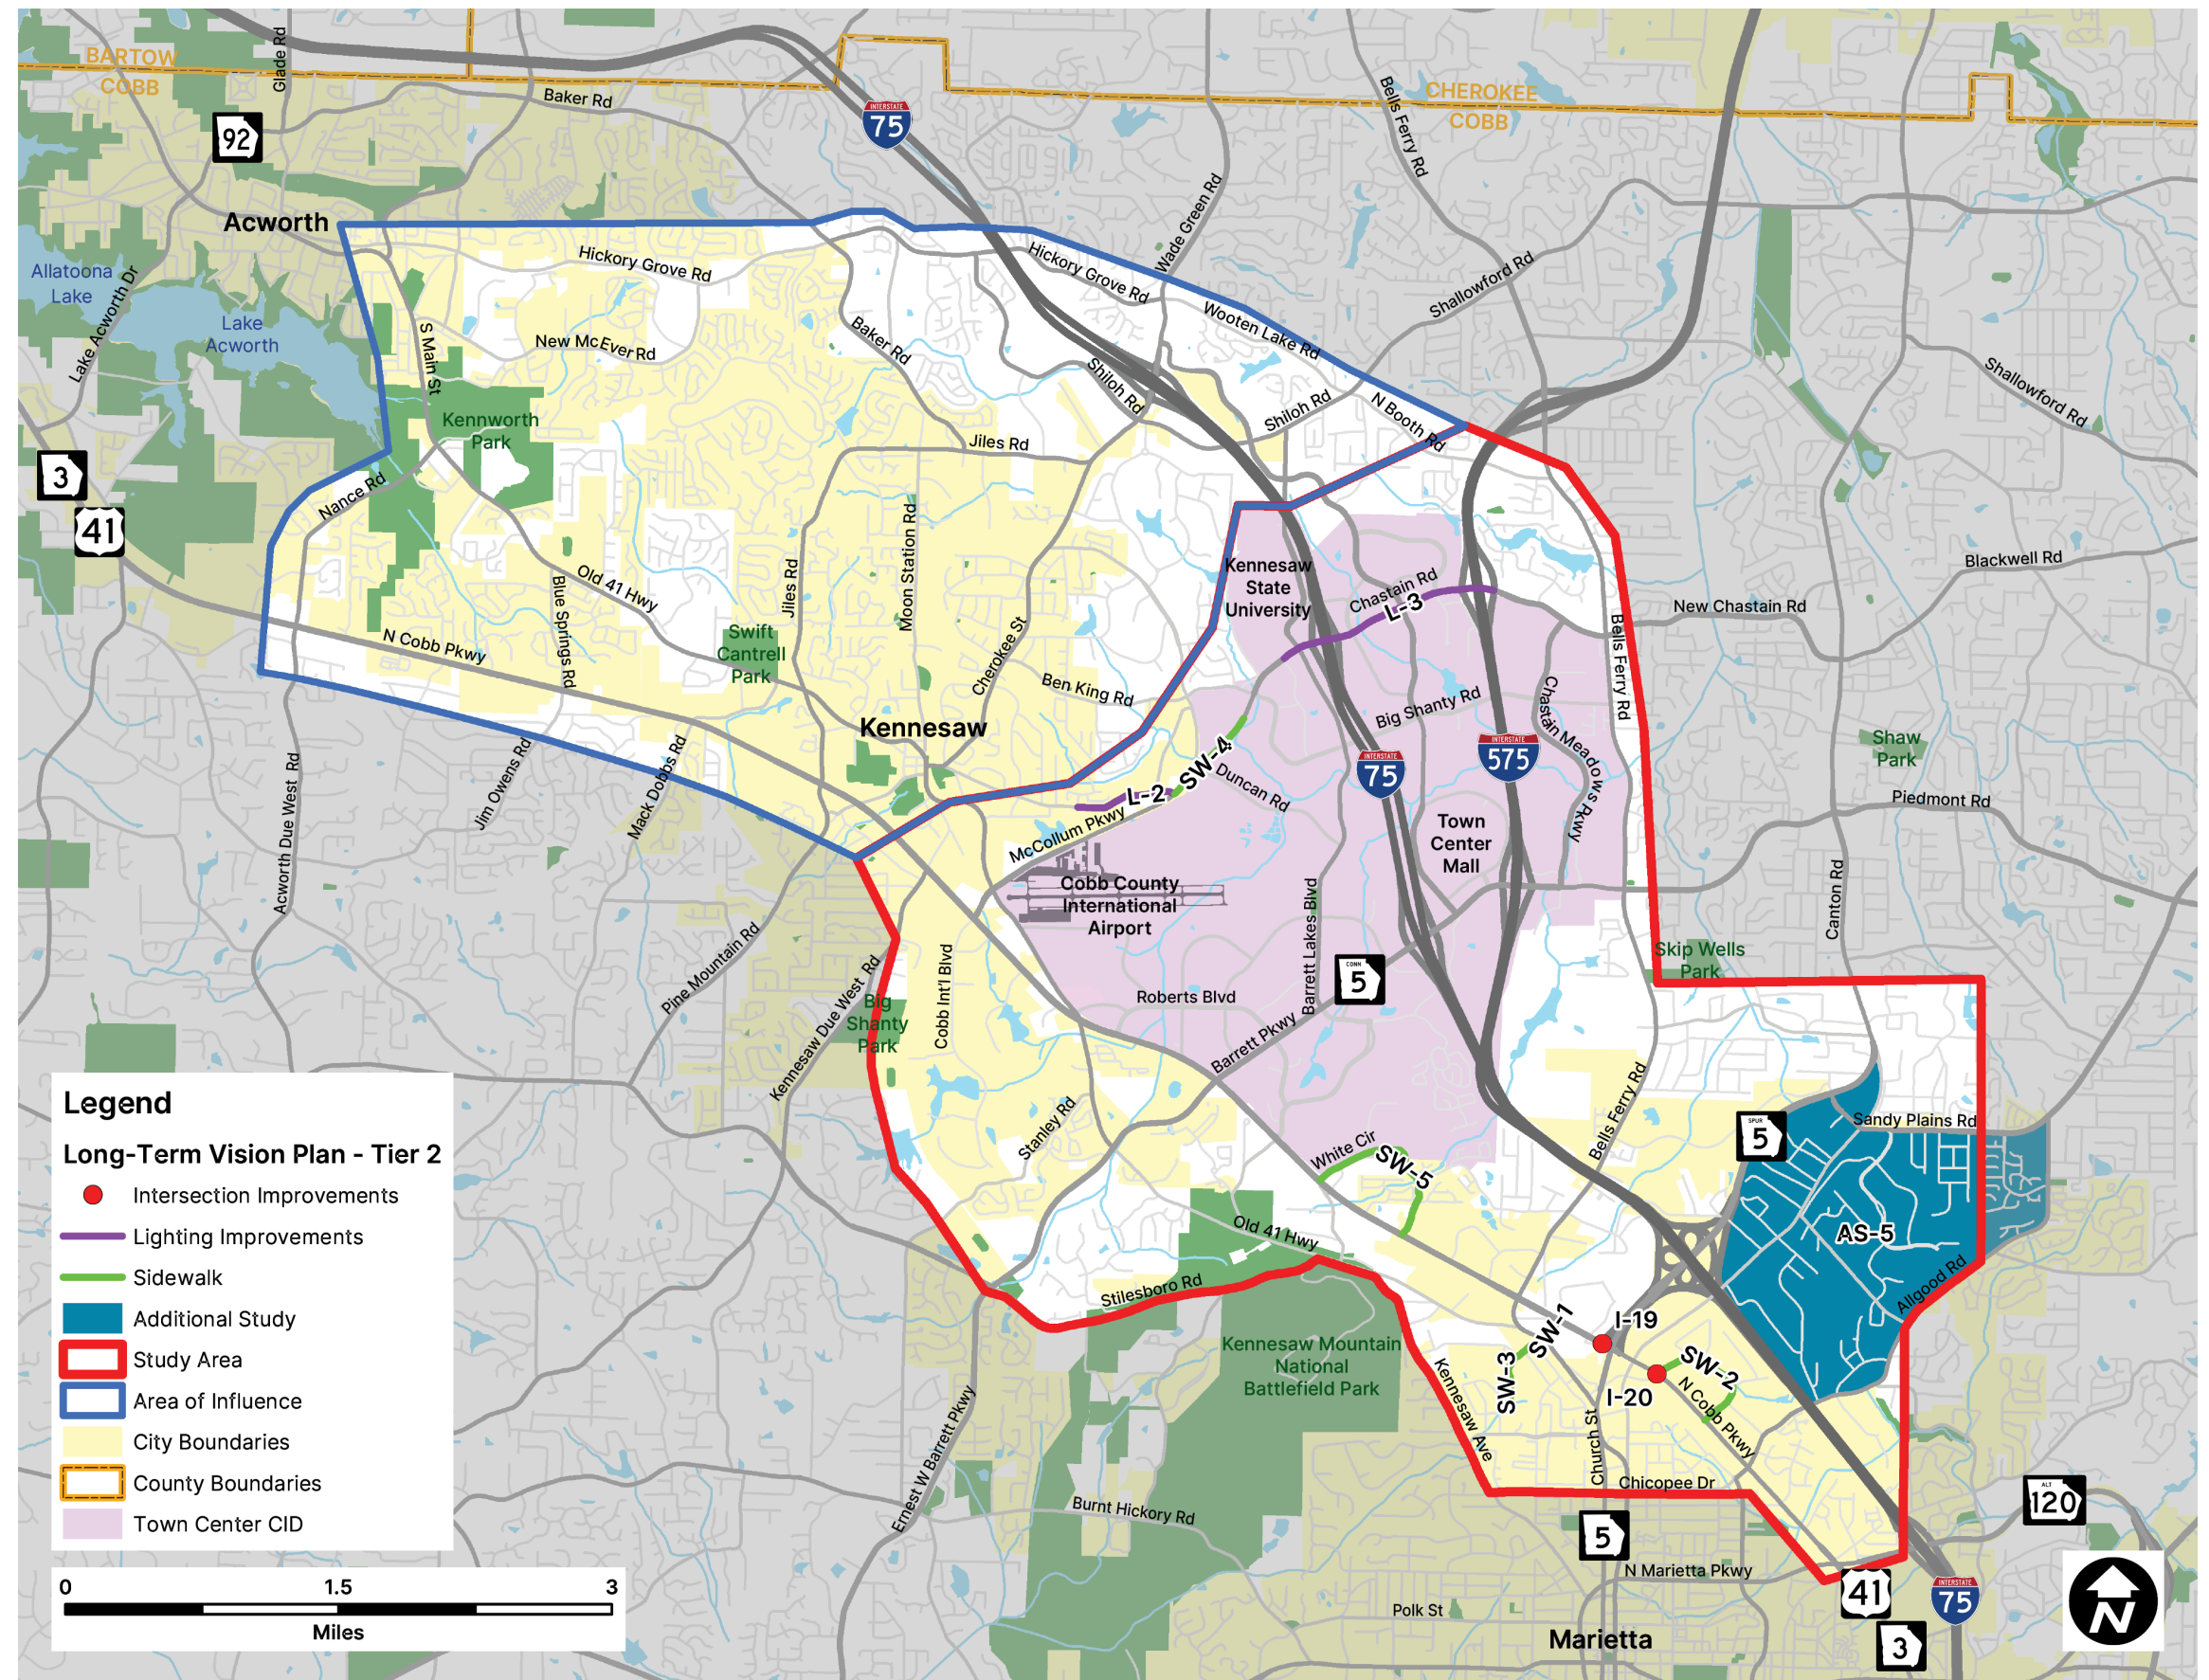 BARTOW
COBB
Glade Rd
Baker Rd
INTERSTATE
75
Bells Ferry Rd
CHEROKEE
COBB
92
Acworth
Wade Green Rd
Hickory Grove Rd
Hickory Grove Rd
Allatoona
Lake
Lake Acworth Dr
Lake
Acworth
S Main St
New McEver Rd
Baker Rd
Wooten Lake Rd
Shallowford Rd
Shallowford Rd
Shiloh Rd
Shiloh Rd
N Booth Rd
Kennworth
Park
Jiles Rd
3
41
Nance Rd
Old 41 Hwy
Blue Springs Rd
Jiles Rd
Moon Station Rd
Cherokee St
Kennesaw
State
University
Chastain Rd
L-3
Blackwell Rd
New Chastain Rd
Bells Ferry Rd
N Cobb Pkwy
Swift
Cantrell
Park
Ben King Rd
Big Shanty Rd
Chastain Meadows Pkwy
Kennesaw
SW-4
L-2
Duncan Rd
McCollum Pkwy
INTERSTATE
75
INTERSTATE
575
Shaw
Park
Piedmont Rd
Acworth Due West Rd
Jim Owens Rd
Mack Dobbs Rd
Town
Center
Mall
Cobb County
International
Airport
Canton Rd
Pine Mountain Rd
Kennesaw Due West Rd
Cobb Int'l Blvd
Barrett Lakes Blvd
CONN
5
Skip Wells
Park
Big
Shanty
Park
Roberts Blvd
Barrett Pkwy
Stanley Rd
Bells Ferry Rd
SPUR
5
Sandy Plains Rd
White Cir
SW-5
AS-5
Allgood Rd
Old 41 Hwy
Stilesboro Rd
Kennesaw Mountain
National
Battlefield Park
SW-1
I-19
SW-3
SW-2
I-20
Kennesaw Ave
N Cobb Pkwy
Church St
Chicopee Dr
Ernest W Barrett Pkwy
Burnt Hickory Rd
5
ALT
120
N Marietta Pkwy
41
INTERSTATE
75
Polk St
Marietta
3
N
Legend
Long-Term Vision Plan - Tier 2
Intersection Improvements
Lighting Improvements
Sidewalk
Additional Study
Study Area
Area of Influence
City Boundaries
County Boundaries
Town Center CID
0 1.5 3
Miles